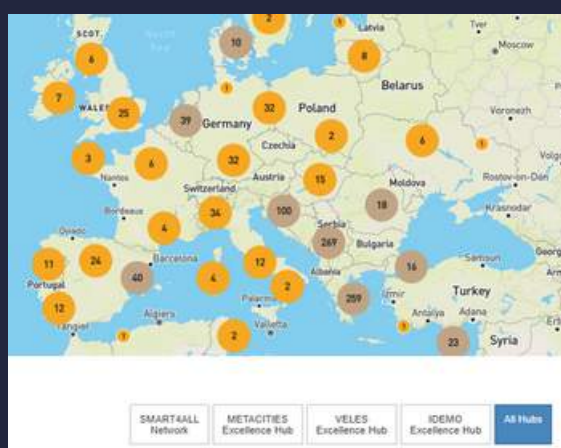 SCOT.
2
10
1
Latvia
Tver
Moscow
6
8
7
WALES
25
39
1
32
Poland
Belarus
Voronezh
Germany
2
6
1
3
6
32
Czechia
Nantes
Austria
15
Moldova
Rostov-on-Don
Switzerland
Bordeaux
34
100
18
Krasnodar
Oviedo
4
Serbia
269
Bulgaria
11
24
Barcelona
4
12
Albania
16
Samsun
Portugal
40
2
259
Izmir
Turkey
12
Palermo
Antalya
Adana
Tangier
1
Algiers
2
Valletta
1
23
Syria
SMART4ALL
Network
METACITIES
Excellence Hub
VELES
Excellence Hub
IDEMO
Excellence Hub
All Hubs